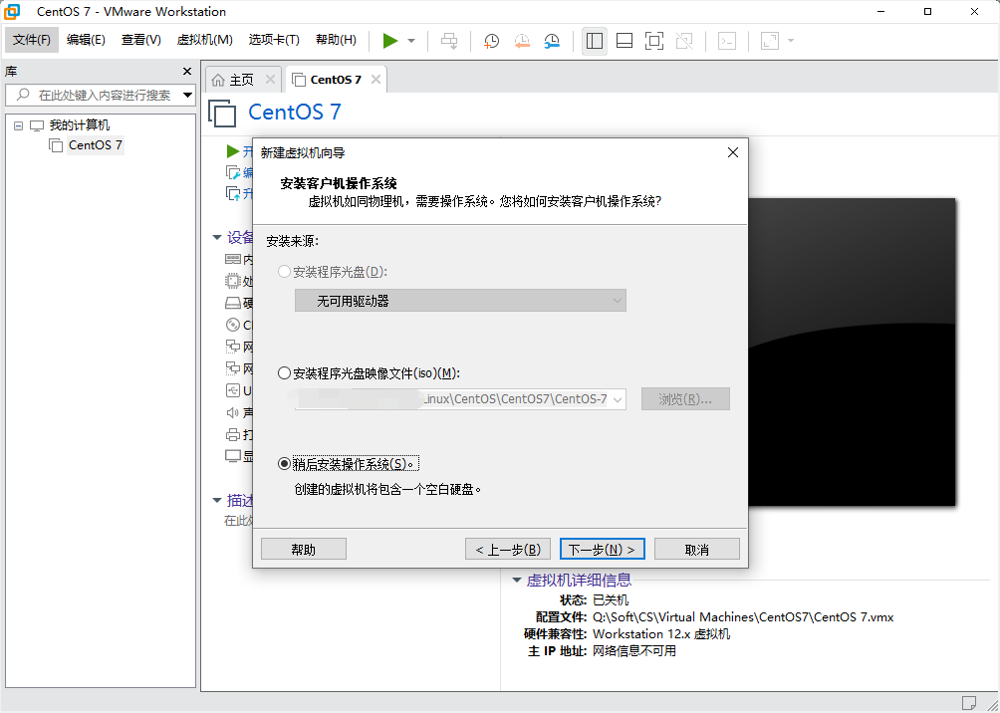 CentOS 7 - VMware Workstation
文件(F) 编辑(E) 查看(V) 虚拟机(M) 选项卡(T) 帮助(H)
库
在此处键入内容进行搜索
我的计算机
CentOS 7
主页 CentOS 7
CentOS 7
开
编
升
设备
内
处
硬
CD
网
网
U
声
打
显
描述
在此处
新建虚拟机向导
安装客户机操作系统
虚拟机如同物理机，需要操作系统。您将如何安装客户机操作系统?
安装来源:
安装程序光盘(D):
无可用驱动器
安装程序光盘映像文件(iso)(M):
Linux\CentOS\CentOS7\CentOS-7
浏览(R)...
稍后安装操作系统(S)。
创建的虚拟机将包含一个空白硬盘。
帮助 < 上一步(B) 下一步(N) > 取消
虚拟机详细信息
状态: 已关机
配置文件: Q:\Soft\CS\Virtual Machines\CentOS7\CentOS 7.vmx
硬件兼容性: Workstation 12.x 虚拟机
主 IP 地址: 网络信息不可用